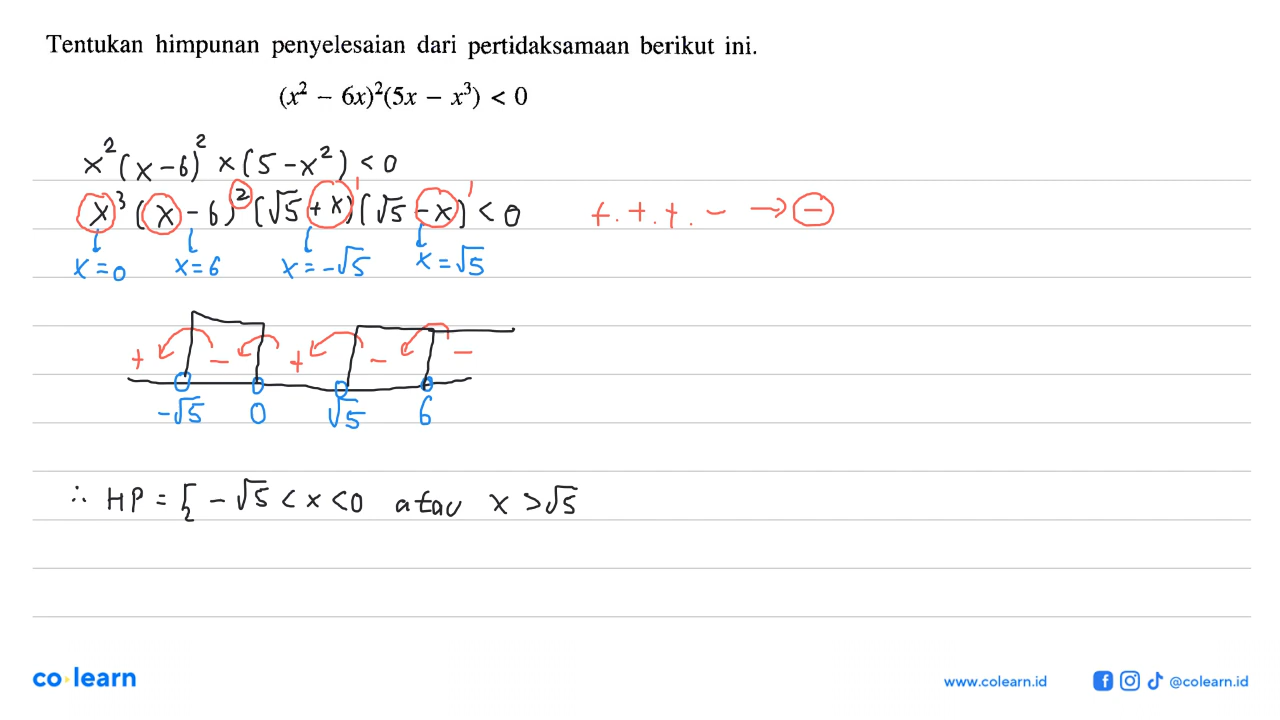 Tentukan himpunan penyelesaian dari pertidaksamaan berikut ini.
(x² – 6x)²(5x – x³) < 0
x²(x-6)² x(5-x²) < 0
x³(x-6)²(√5+x)¹(√5-x)¹ < 0 +.+.+.- → -
x=0 x=6 x=-√5 x=√5
+ - + - -
-√5 0 √5 6
∴ HP = { -√5 < x < 0 atau x > √5
co learn
www.colearn.id @colearn.id